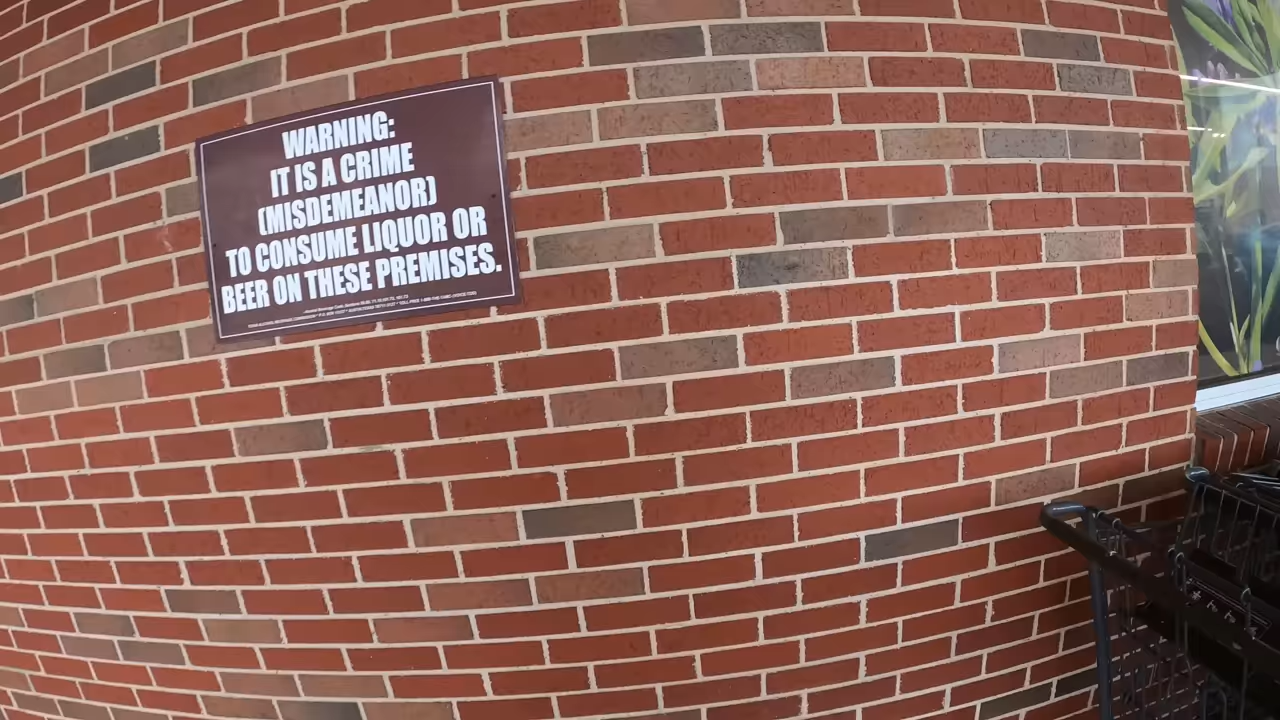 WARNING:
IT IS A CRIME
(MISDEMEANOR)
TO CONSUME LIQUOR OR
BEER ON THESE PREMISES.